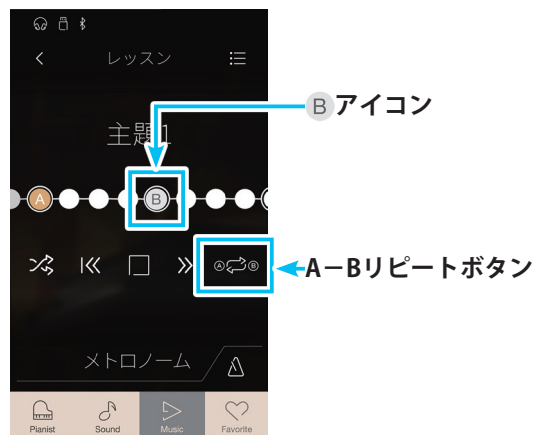 レッスン
B アイコン
主題1
A B
A B
A－Bリピートボタン
メトロノーム
Pianist Sound Music Favorite